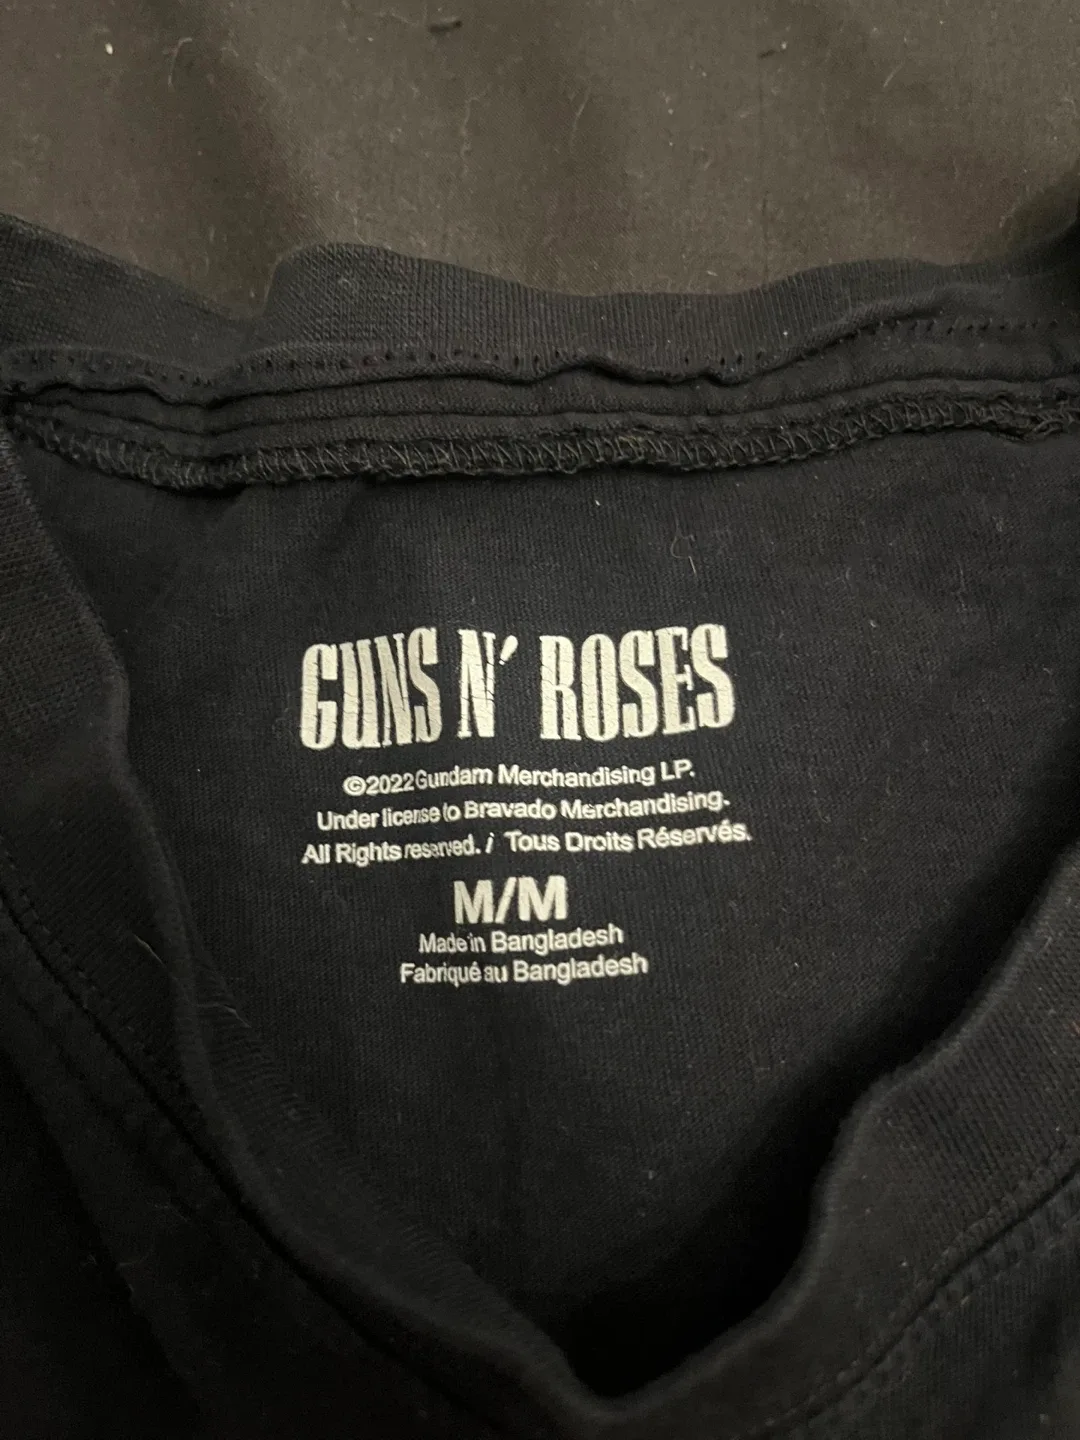 GUNS N' ROSES
©2022 Gundam Merchandising LP.
Under license to Bravado Merchandising.
All Rights reserved. / Tous Droits Réservés.
M/M
Made in Bangladesh
Fabriqué au Bangladesh